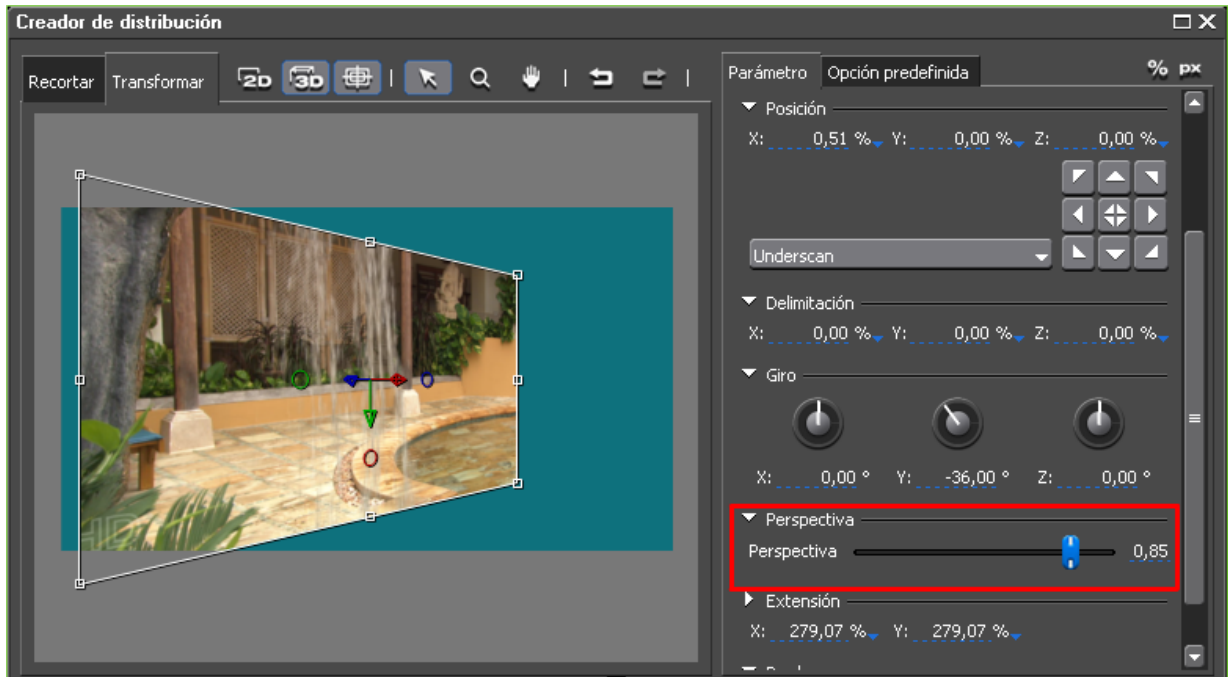 Creador de distribución
Recortar Transformar 2D 3D
Parámetro Opción predefinida % px
Posición
X: 0,51 % Y: 0,00 % Z: 0,00 %
Underscan
Delimitación
X: 0,00 % Y: 0,00 % Z: 0,00 %
Giro
X: 0,00 ° Y: -36,00 ° Z: 0,00 °
Perspectiva
Perspectiva 0,85
Extensión
X: 279,07 % Y: 279,07 %
HD